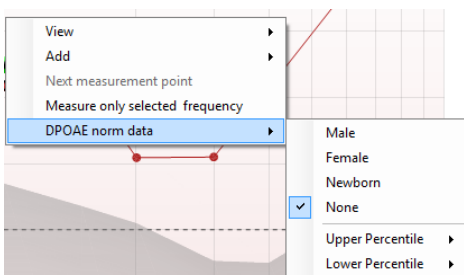 View
Add
Next measurement point
Measure only selected frequency
DPOAE norm data
Male
Female
Newborn
None
Upper Percentile
Lower Percentile